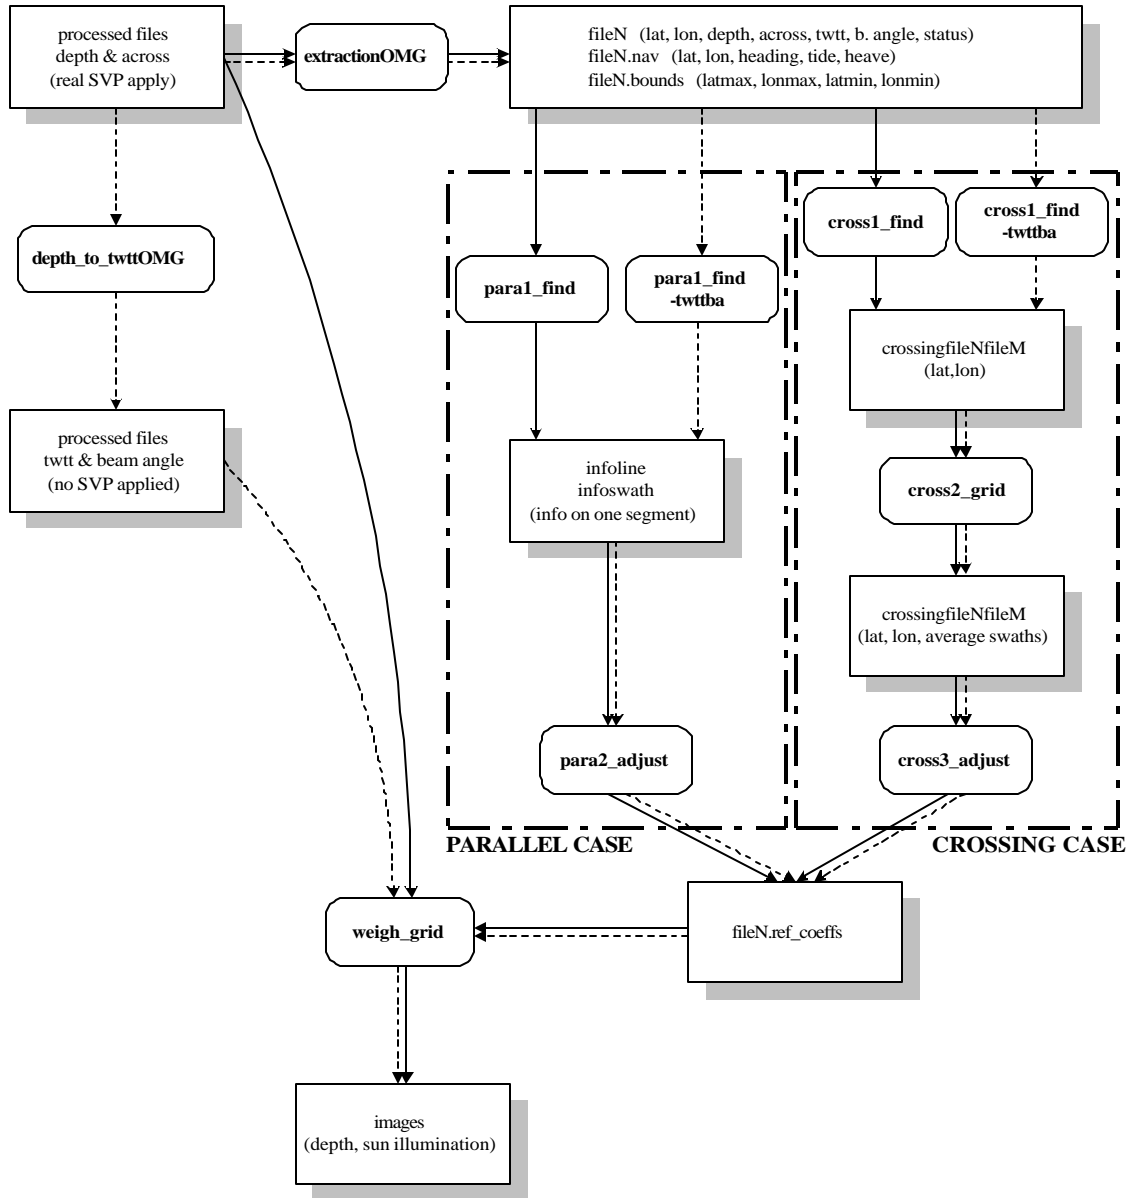 processed files
depth & across
(real SVP apply)
extractionOMG
fileN (lat, lon, depth, across, twtt, b. angle, status)
fileN.nav (lat, lon, heading, tide, heave)
fileN.bounds (latmax, lonmax, latmin, lonmin)
depth_to_twttOMG
para1_find
para1_find
-twttba
cross1_find
cross1_find
-twttba
crossingfileNfileM
(lat,lon)
processed files
twtt & beam angle
(no SVP applied)
infoline
infoswath
(info on one segment)
cross2_grid
crossingfileNfileM
(lat, lon, average swaths)
para2_adjust
cross3_adjust
PARALLEL CASE
CROSSING CASE
weigh_grid
fileN.ref_coeffs
images
(depth, sun illumination)